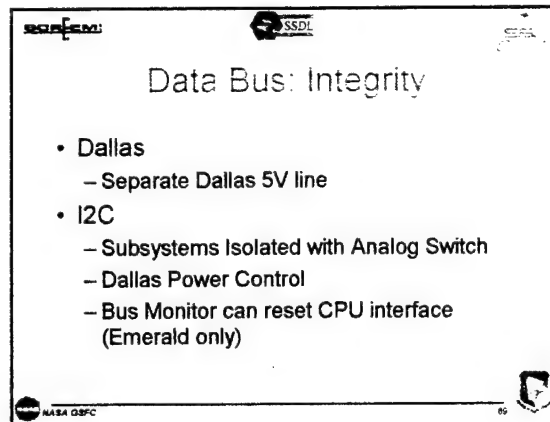 SSDL
Data Bus: Integrity
• Dallas
– Separate Dallas 5V line
• I2C
– Subsystems Isolated with Analog Switch
– Dallas Power Control
– Bus Monitor can reset CPU interface
(Emerald only)
NASA GSFC
69